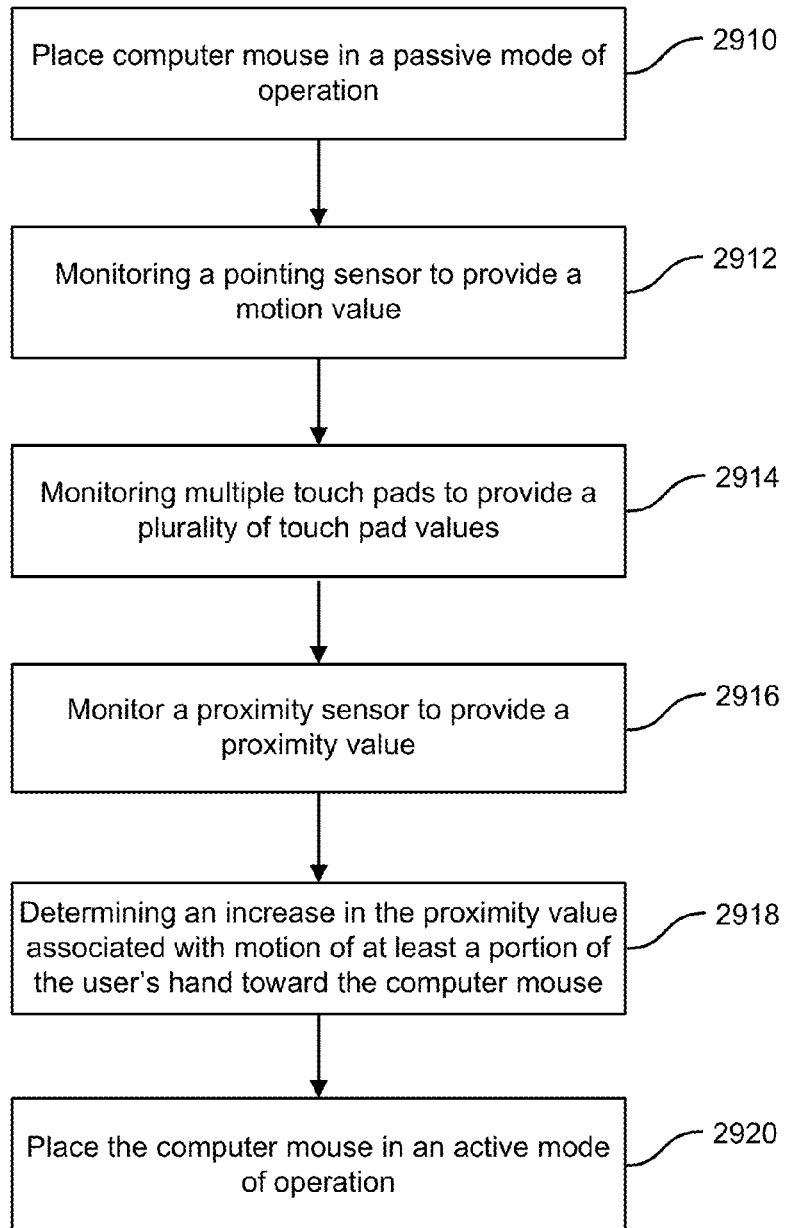 Place computer mouse in a passive mode of
operation
2910
Monitoring a pointing sensor to provide a
motion value
2912
Monitoring multiple touch pads to provide a
plurality of touch pad values
2914
Monitor a proximity sensor to provide a
proximity value
2916
Determining an increase in the proximity value
associated with motion of at least a portion of
the user's hand toward the computer mouse
2918
Place the computer mouse in an active mode
of operation
2920